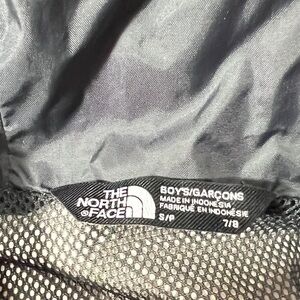 THE
NORTH
FACE
BOYS/GARÇONS
MADE IN INDONESIA
FABRIQUÉ EN INDONÉSIE
S/P 7/8